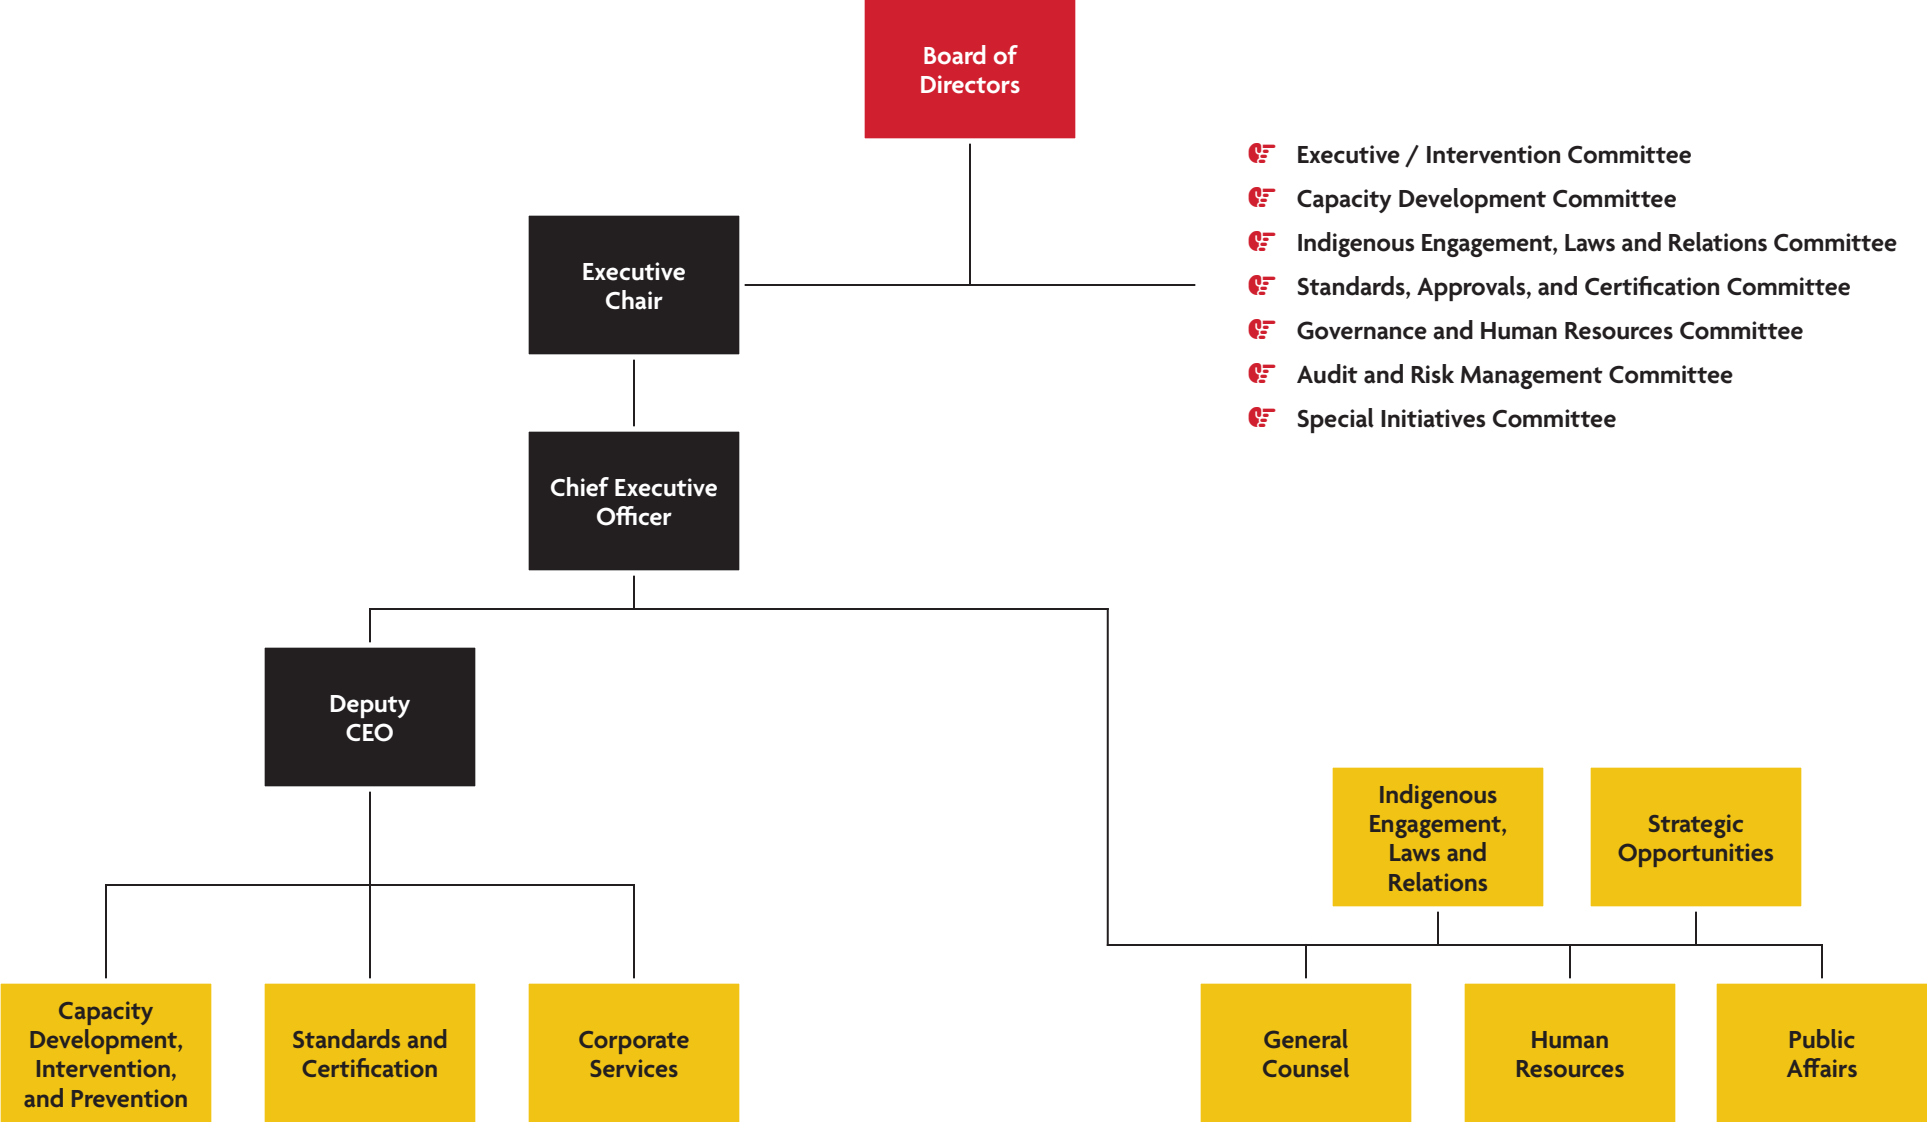 Board of
Directors
Executive / Intervention Committee
Capacity Development Committee
Indigenous Engagement, Laws and Relations Committee
Standards, Approvals, and Certification Committee
Governance and Human Resources Committee
Audit and Risk Management Committee
Special Initiatives Committee
Executive
Chair
Chief Executive
Officer
Deputy
CEO
Indigenous
Engagement,
Laws and
Relations
Strategic
Opportunities
Capacity
Development,
Intervention,
and Prevention
Standards and
Certification
Corporate
Services
General
Counsel
Human
Resources
Public
Affairs